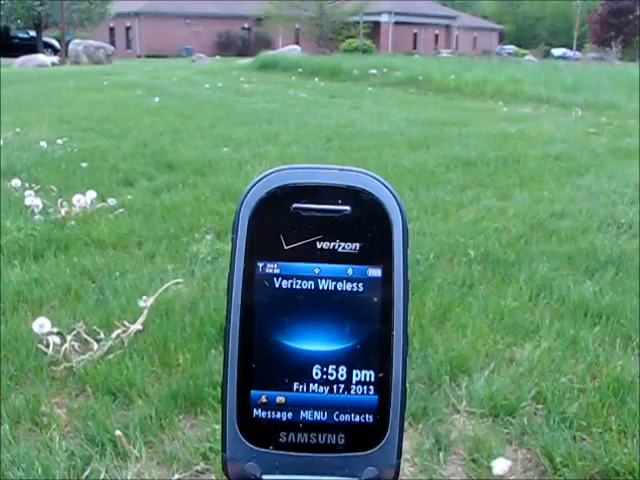 verizon
Verizon Wireless
6:58 pm
Fri May 17, 2013
Message MENU Contacts
SAMSUNG